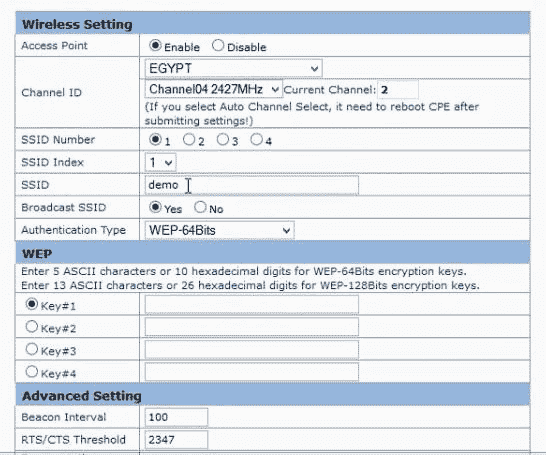 Wireless Setting
Access Point Enable Disable
EGYPT
Channel ID Channel04 2427MHz Current Channel: 2
(If you select Auto Channel Select, it need to reboot CPE after
submitting settings!)
SSID Number 1 2 3 4
SSID Index 1
SSID demo
Broadcast SSID Yes No
Authentication Type WEP-64Bits
WEP
Enter 5 ASCII characters or 10 hexadecimal digits for WEP-64Bits encryption keys.
Enter 13 ASCII characters or 26 hexadecimal digits for WEP-128Bits encryption keys.
Key#1
Key#2
Key#3
Key#4
Advanced Setting
Beacon Interval 100
RTS/CTS Threshold 2347